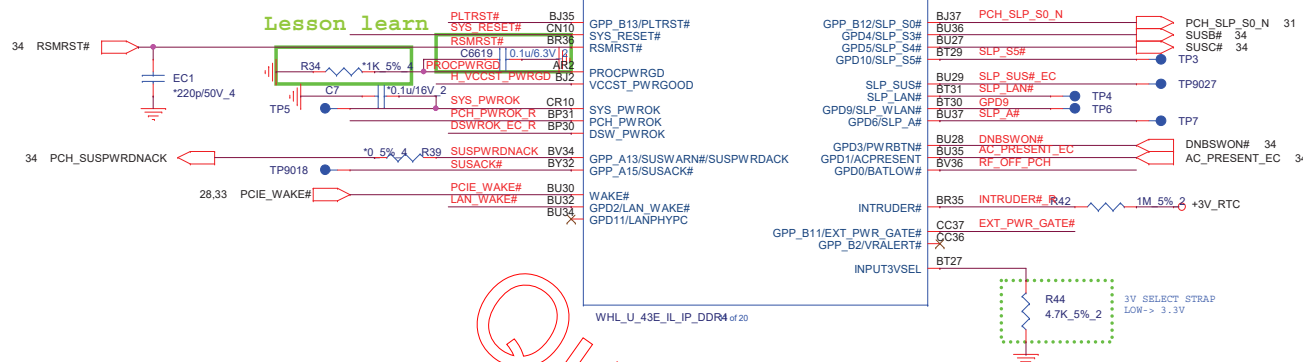 Lesson learn
PLTRST# BJ35 GPP_B13/PLTRST#
SYS_RESET# CN10 SYS_RESET#
34 RSMRST# RSMRST# BR36 RSMRST#
C6619 0.1u/6.3V_2
EC1
*220p/50V_4
R34 *1K_5%_4 PROCPWRGD AR2 PROCPWRGD
H_VCCST_PWRGD BJ2 VCCST_PWRGOOD
C7 *0.1u/16V_2
TP5 SYS_PWROK CR10 SYS_PWROK
PCH_PWROK_R BP31 PCH_PWROK
DSWROK_EC_R BP30 DSW_PWROK
34 PCH_SUSPWRDNACK *0_5%_4 R39 SUSPWRDNACK BV34 GPP_A13/SUSWARN#/SUSPWRDACK
TP9018 SUSACK# BY32 GPP_A15/SUSACK#
28,33 PCIE_WAKE# PCIE_WAKE# BU30 WAKE#
LAN_WAKE# BU32 GPD2/LAN_WAKE#
BU34 GPD11/LANPHYPC
GPP_B12/SLP_S0# BJ37 PCH_SLP_S0_N PCH_SLP_S0_N 31
GPD4/SLP_S3# BU36 SUSB# 34
GPD5/SLP_S4# BU27 SUSC# 34
GPD10/SLP_S5# BT29 SLP_S5# TP3
SLP_SUS# BU29 SLP_SUS#_EC TP9027
SLP_LAN# BT31 SLP_LAN# TP4
GPD9/SLP_WLAN# BT30 GPD9 TP6
GPD6/SLP_A# BU37 SLP_A# TP7
GPD3/PWRBTN# BU28 DNBSWON# DNBSWON# 34
GPD1/ACPRESENT BU35 AC_PRESENT_EC AC_PRESENT_EC 34
GPD0/BATLOW# BV36 RF_OFF_PCH
INTRUDER# BR35 INTRUDER#_R R42 1M_5%_2 +3V_RTC
GPP_B11/EXT_PWR_GATE# CC37 EXT_PWR_GATE#
GPP_B2/VRALERT# CC36
INPUT3VSEL BT27
R44
4.7K_5%_2
3V SELECT STRAP
LOW-> 3.3V
WHL_U_43E_IL_IP_DDR4 of 20